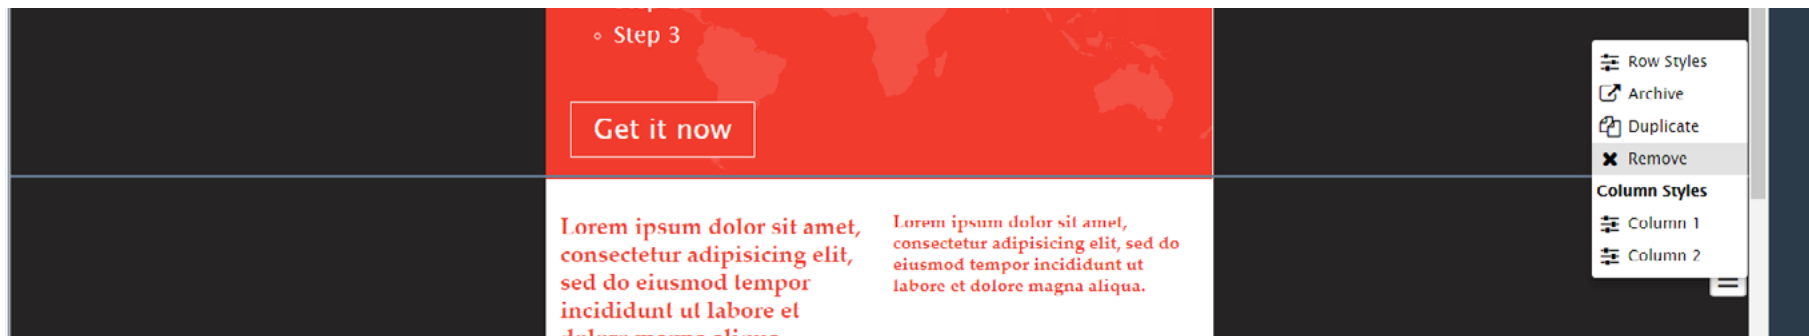 Step 3
Get it now
Lorem ipsum dolor sit amet,
consectetur adipisicing elit,
sed do eiusmod tempor
incididunt ut labore et
Lorem ipsum dolor sit amet,
consectetur adipisicing elit, sed do
eiusmod tempor incididunt ut
labore et dolore magna aliqua.
Row Styles
Archive
Duplicate
Remove
Column Styles
Column 1
Column 2